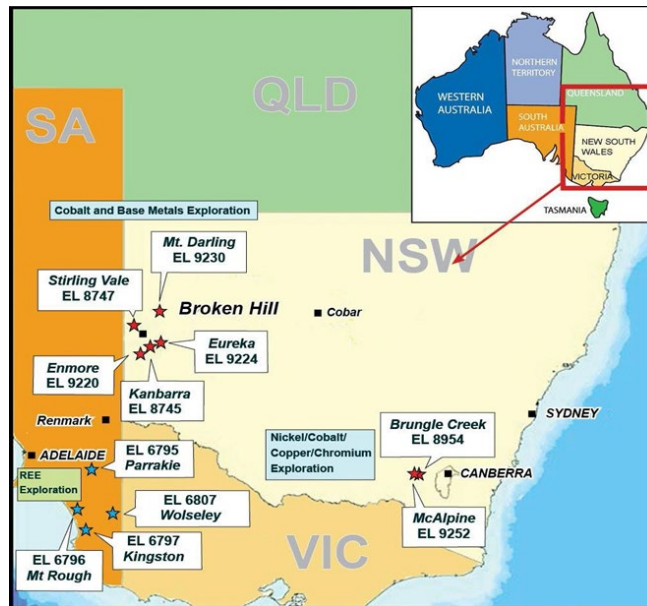 QLD
SA
NORTHERN
TERRITORY
WESTERN
AUSTRALIA
QUEENSLAND
SOUTH
AUSTRALIA
NEW SOUTH
WALES
VICTORIA
TASMANIA
Cobalt and Base Metals Exploration
Mt. Darling
EL 9230
NSW
Stirling Vale
EL 8747
Broken Hill
Cobar
Eureka
EL 9224
Enmore
EL 9220
Kanbarra
EL 8745
Renmark
Brungle Creek
EL 8954
SYDNEY
Nickel/Cobalt/
Copper/Chromium
Exploration
ADELAIDE
EL 6795
Parrakie
CANBERRA
REE
Exploration
EL 6807
Wolseley
McAlpine
EL 9252
VIC
EL 6797
Kingston
EL 6796
Mt Rough